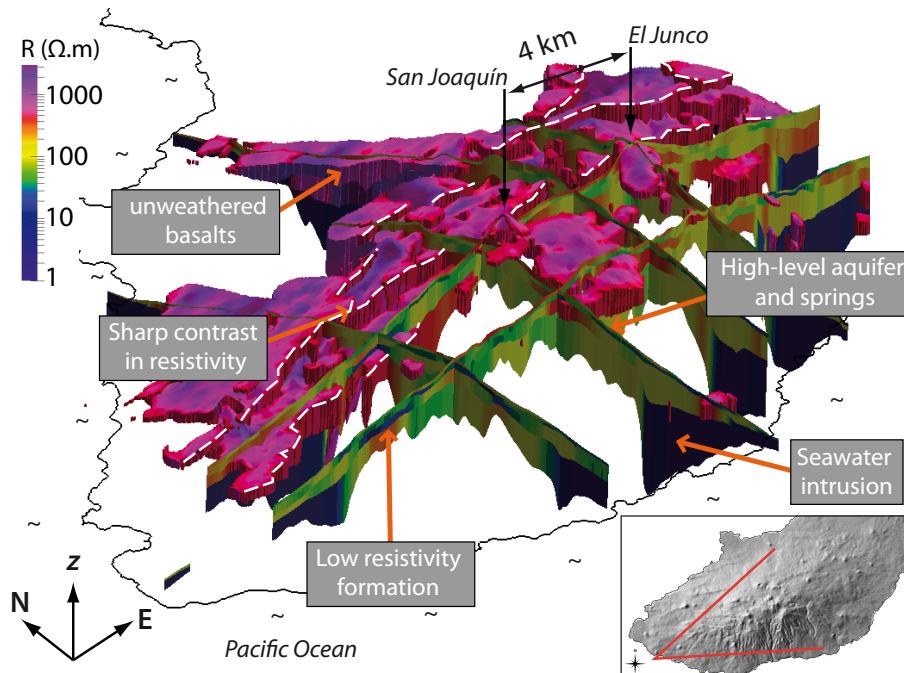 R (Ω.m)
1000
100
10
1
4 km
El Junco
San Joaquín
unweathered
basalts
High-level aquifer
and springs
Sharp contrast
in resistivity
Seawater
intrusion
Low resistivity
formation
z
N
E
Pacific Ocean